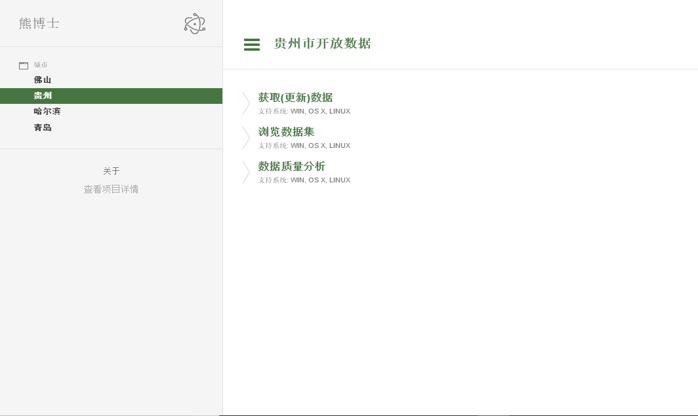 熊博士
城市
佛山
贵州
哈尔滨
青岛
关于
查看项目详情
贵州市开放数据
获取(更新)数据
支持系统: WIN, OS X, LINUX
浏览数据集
支持系统: WIN, OS X, LINUX
数据质量分析
支持系统: WIN, OS X, LINUX